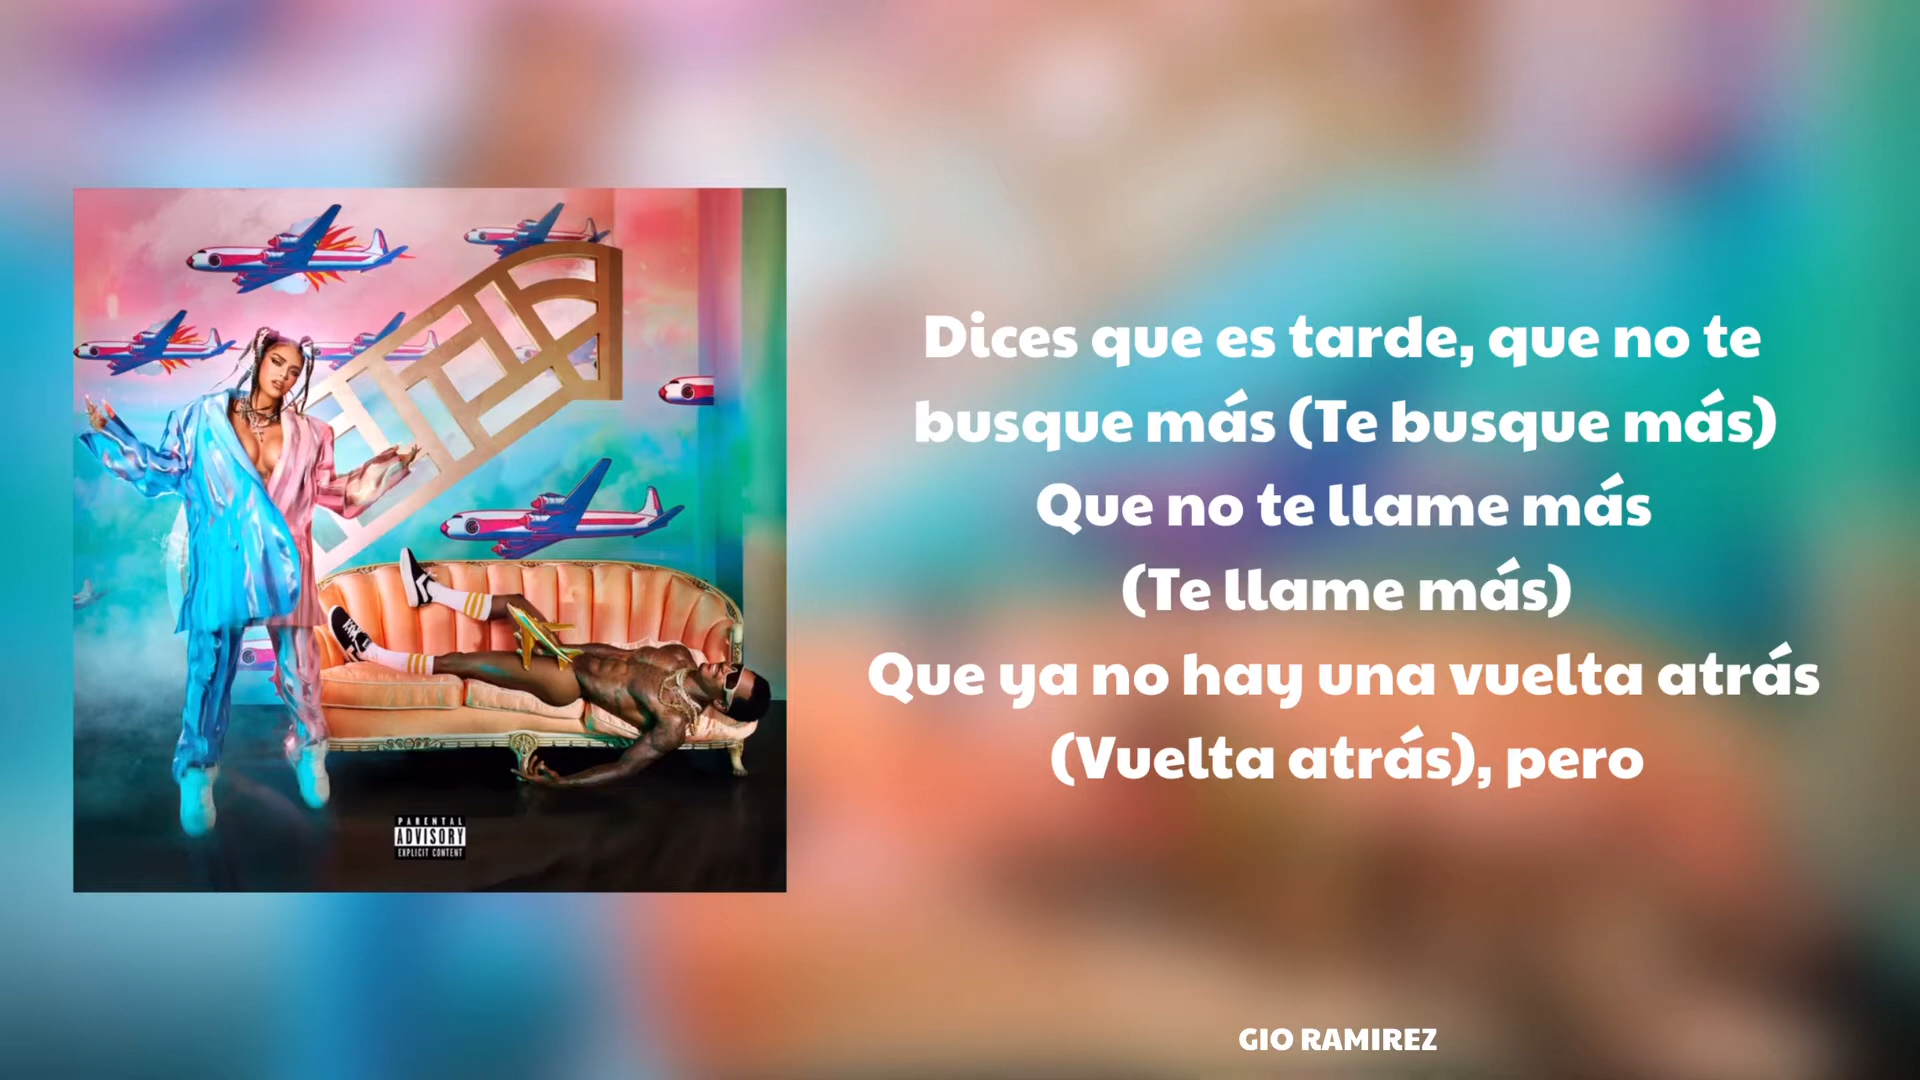 Dices que es tarde, que no te
busque más (Te busque más)
Que no te llame más
(Te llame más)
Que ya no hay una vuelta atrás
(Vuelta atrás), pero
PARENTAL
ADVISORY
EXPLICIT CONTENT
GIO RAMIREZ